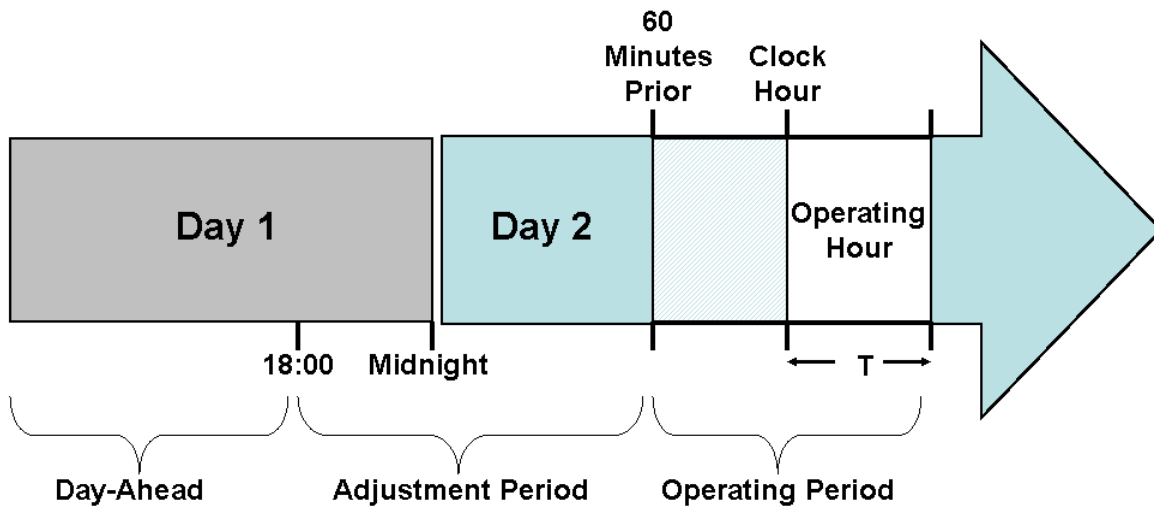 60
Minutes
Prior
Clock
Hour
Day 1
Day 2
Operating
Hour
18:00
Midnight
T
Day-Ahead
Adjustment Period
Operating Period